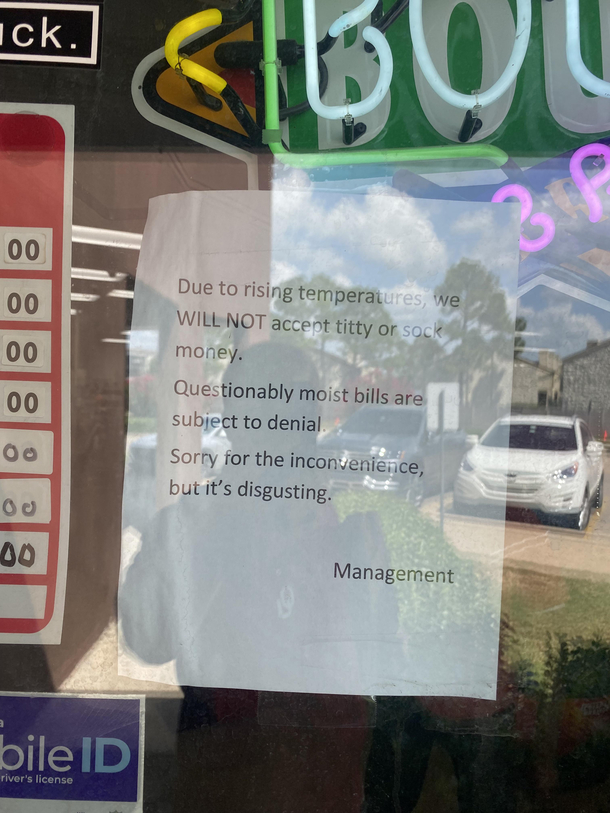 uck.
BOU
00
00
00
00
00
00
00
Due to rising temperatures, we
WILL NOT accept titty or sock
money.
Questionably moist bills are
subject to denial.
Sorry for the inconvenience,
but it's disgusting.
Management
a
bile ID
river's license